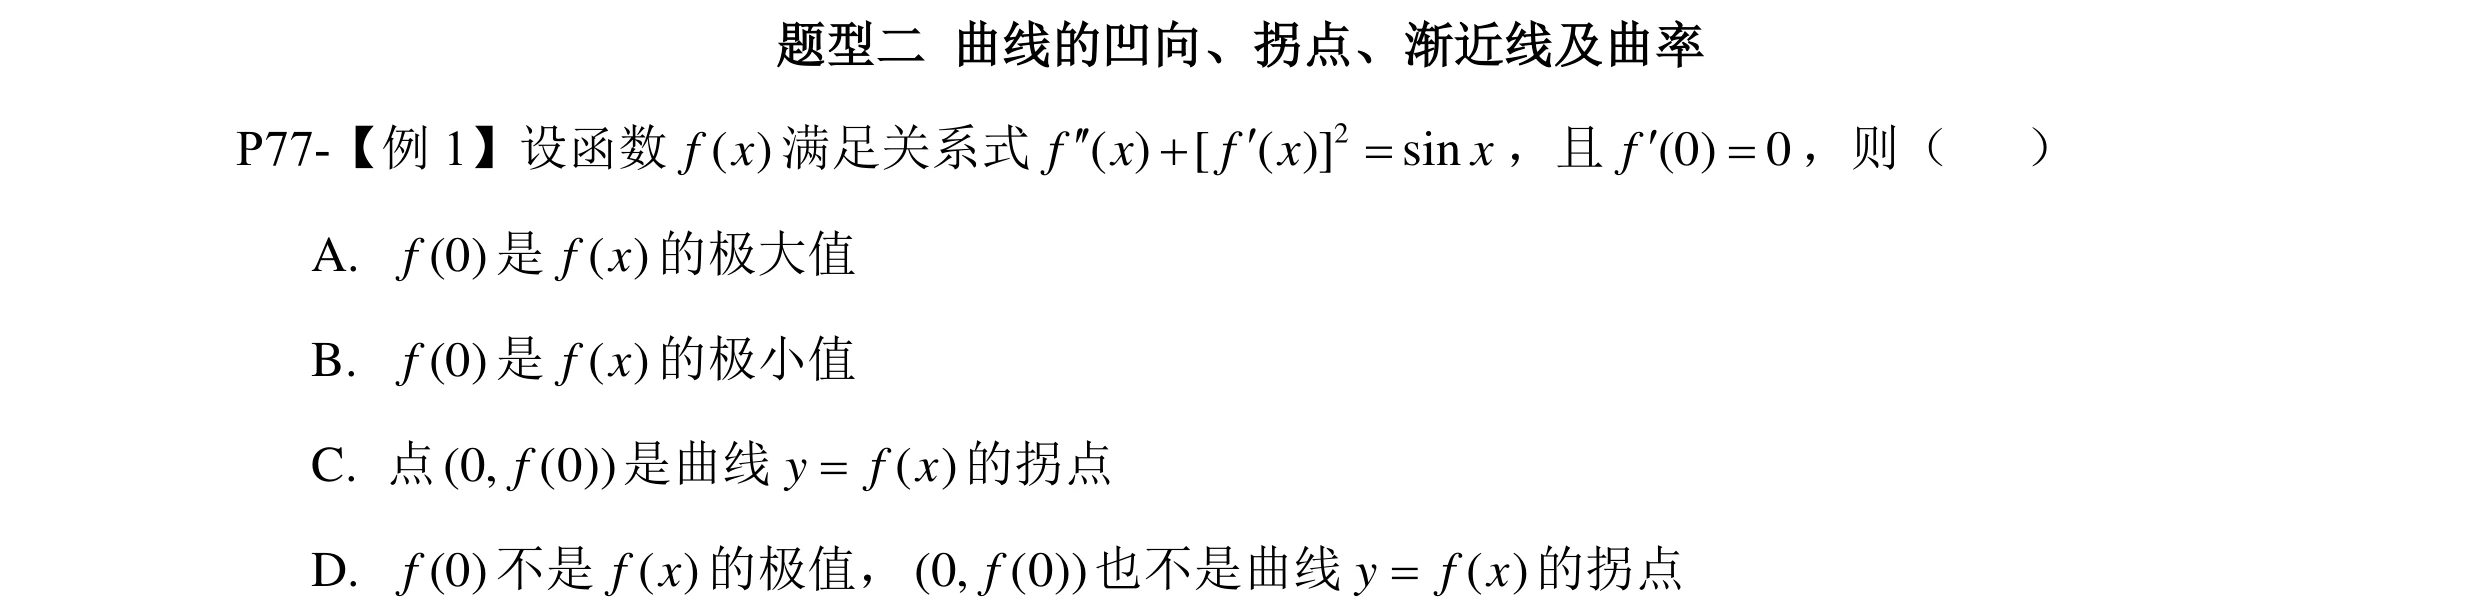 题型二 曲线的凹向、拐点、渐近线及曲率
P77-【例 1】设函数 f(x) 满足关系式 f″(x)+[f′(x)]²=sin x，且 f′(0)=0，则（　　）
A. f(0)是 f(x)的极大值
B. f(0)是 f(x)的极小值
C. 点(0, f(0))是曲线 y = f(x)的拐点
D. f(0)不是 f(x)的极值，(0, f(0))也不是曲线 y = f(x)的拐点